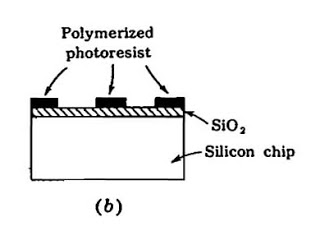 Polymerized
photoresist
SiO₂
Silicon chip
(b)